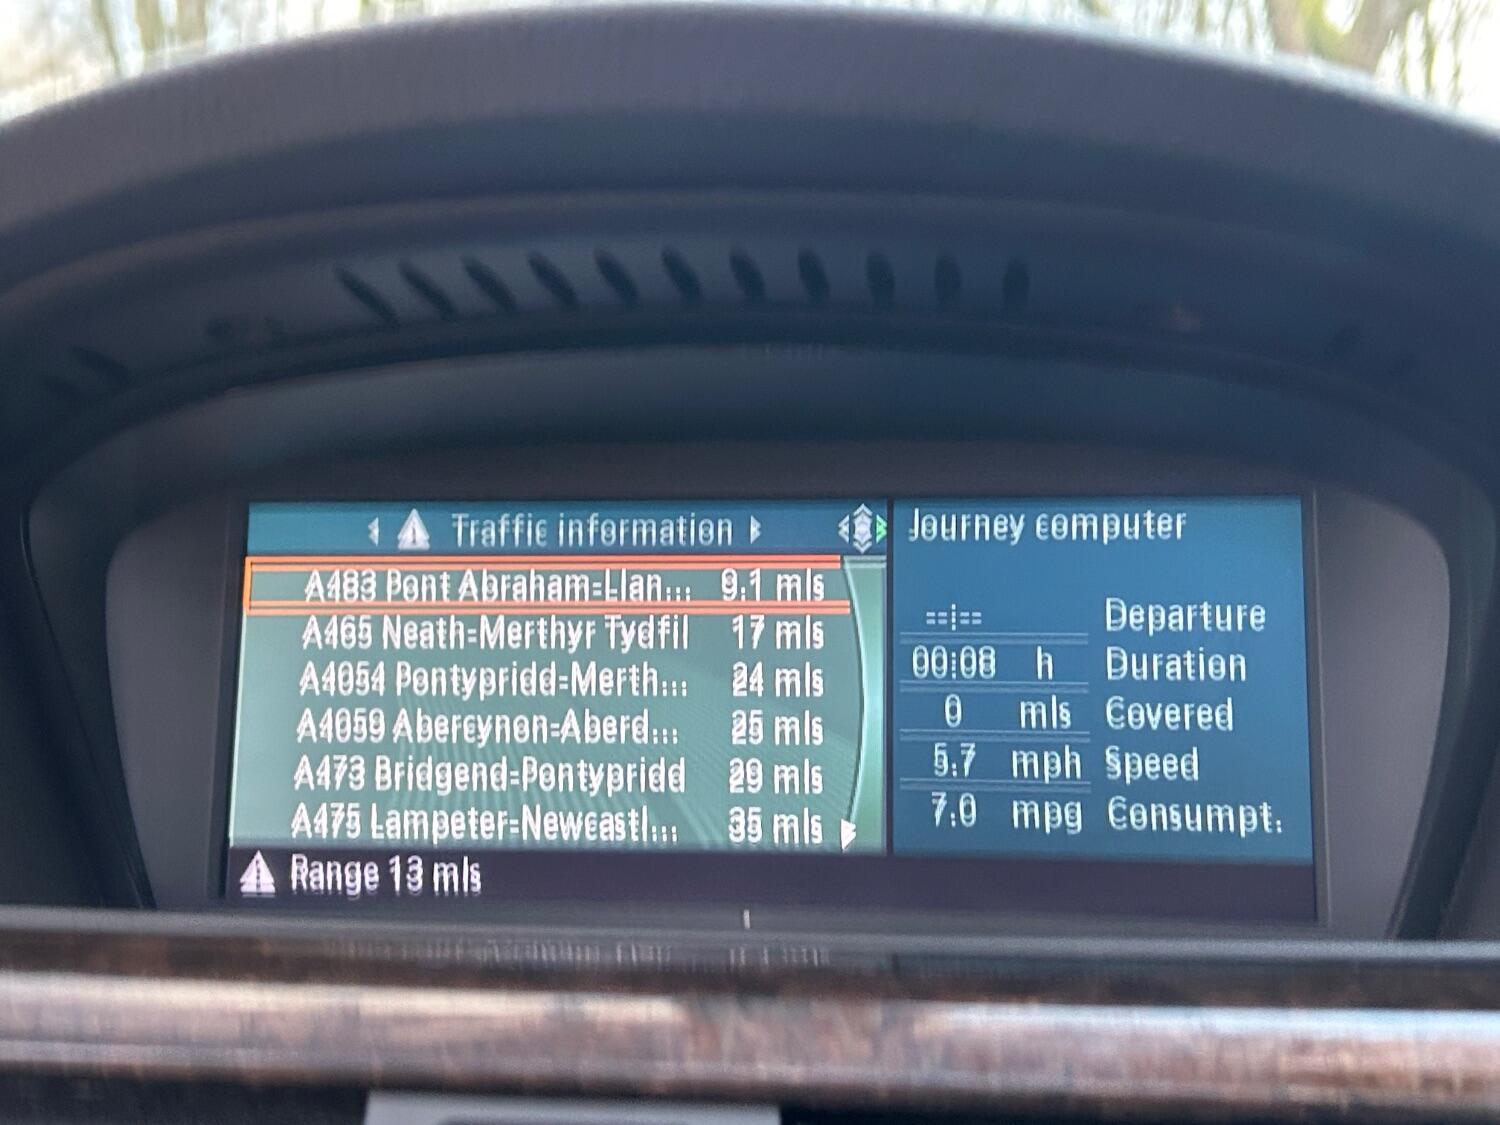 Traffic information
A483 Pont Abraham-Llan... 9.1 mls
A465 Neath-Merthyr Tydfil 17 mls
A4054 Pontypridd-Merth... 24 mls
A4059 Abercynon-Aberd... 25 mls
A473 Bridgend-Pontypridd 29 mls
A475 Lampeter-Newcastl... 35 mls
Range 13 mls
Journey computer
--:-- Departure
00:08 h Duration
0 mls Covered
5.7 mph Speed
7.0 mpg Consumpt.